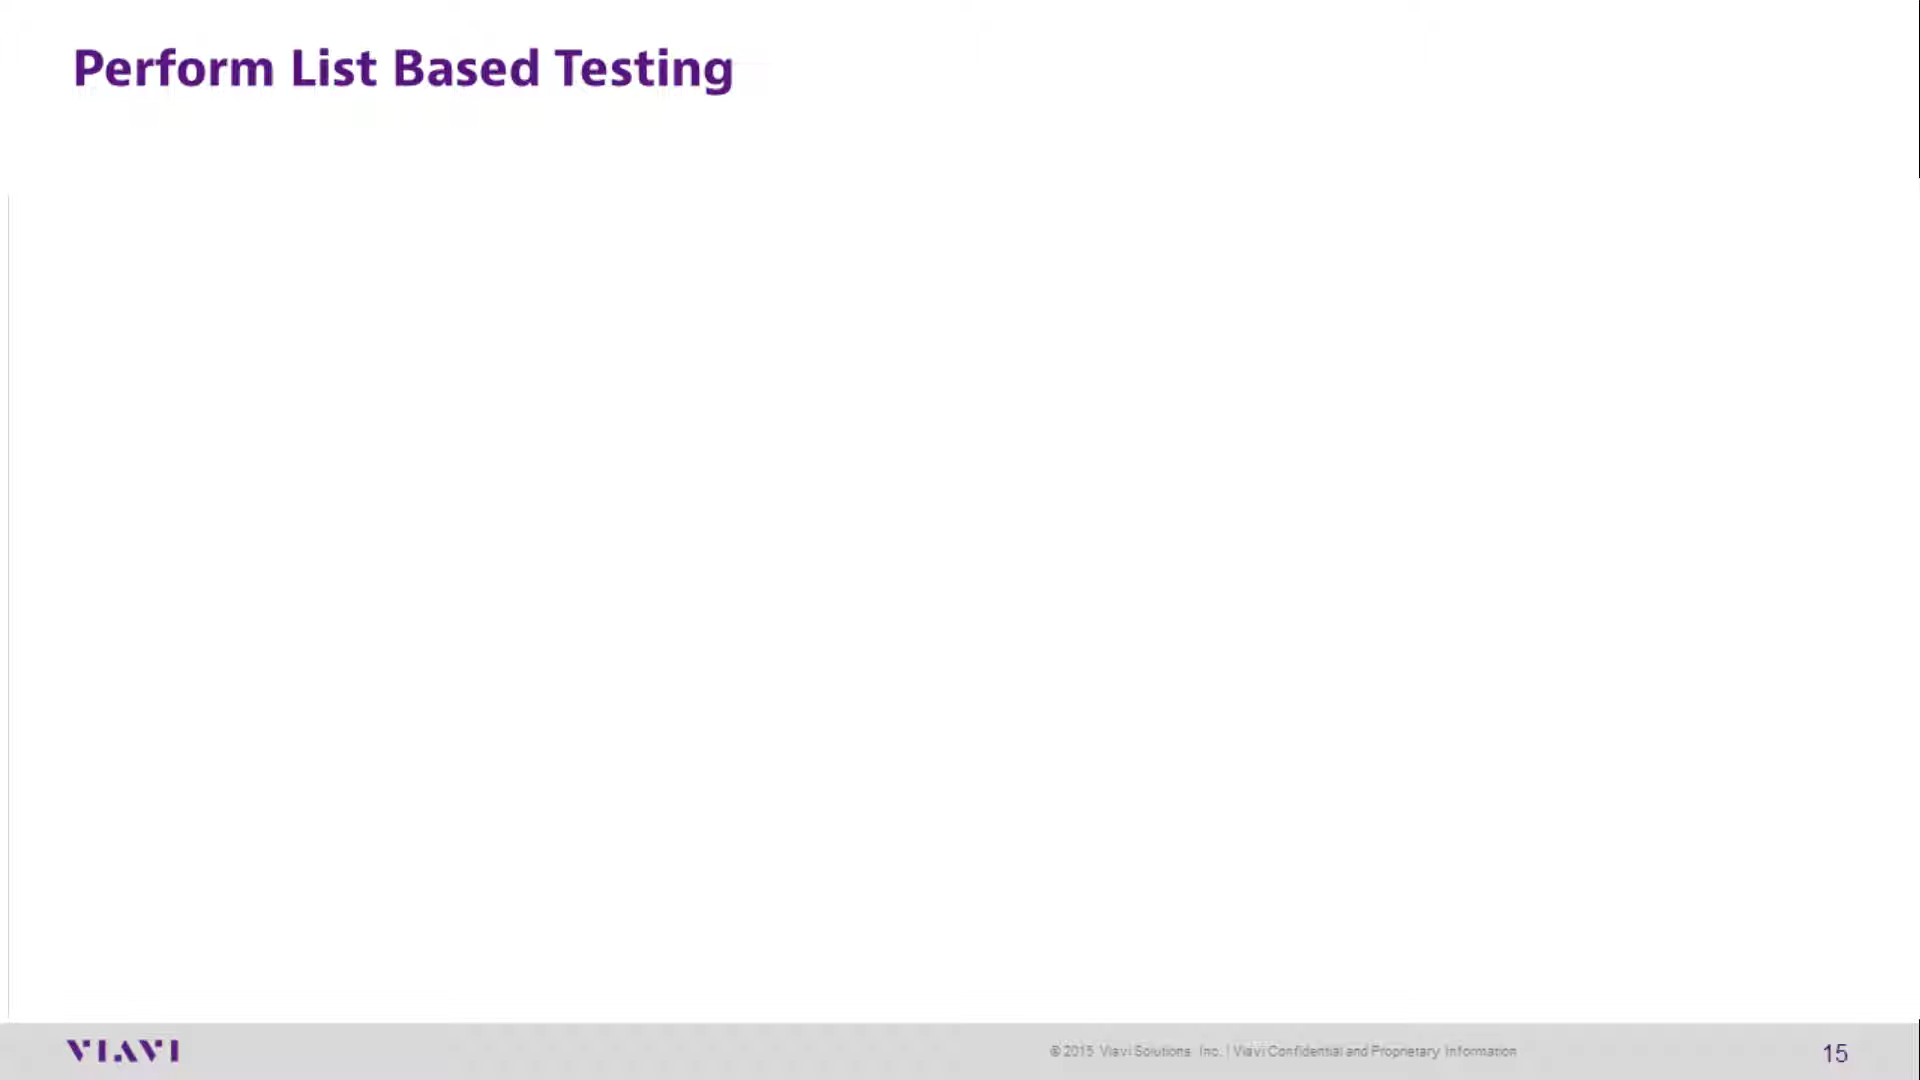 Perform List Based Testing
VIAVI
© 2015 Viavi Solutions Inc. | Viavi Confidential and Proprietary Information
15